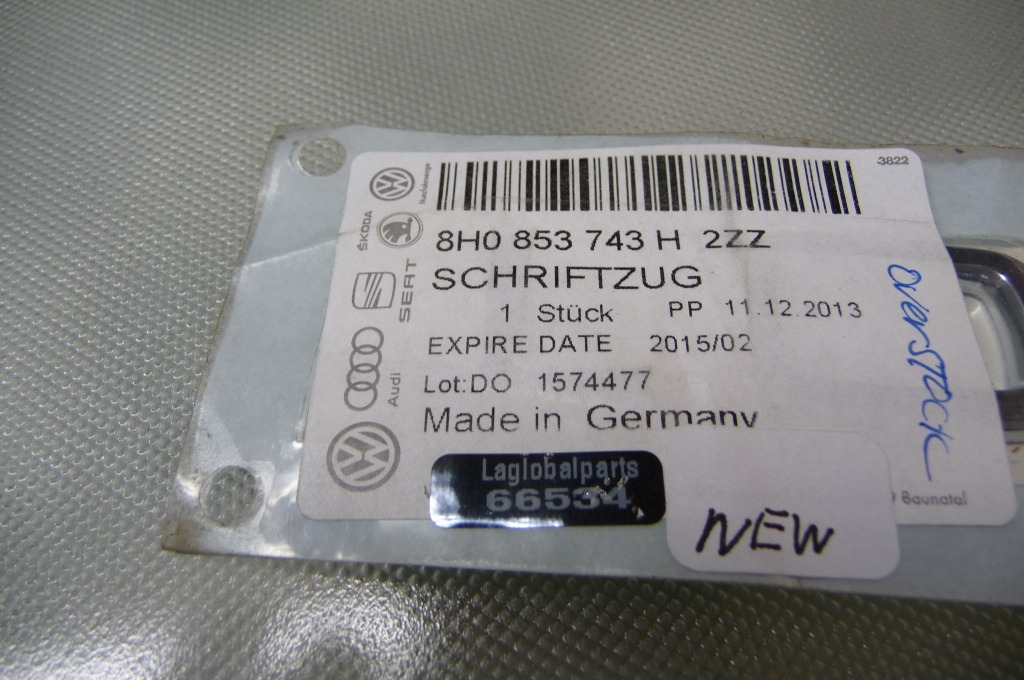 3822
Nutzfahrzeuge
ŠKODA
SEAT
Audi
8H0 853 743 H 2ZZ
SCHRIFTZUG
1 Stück PP 11.12.2013
EXPIRE DATE 2015/02
Lot:DO 1574477
Made in Germany
Laglobalparts
66534
NEW
Baunatal
OVERSTOCK